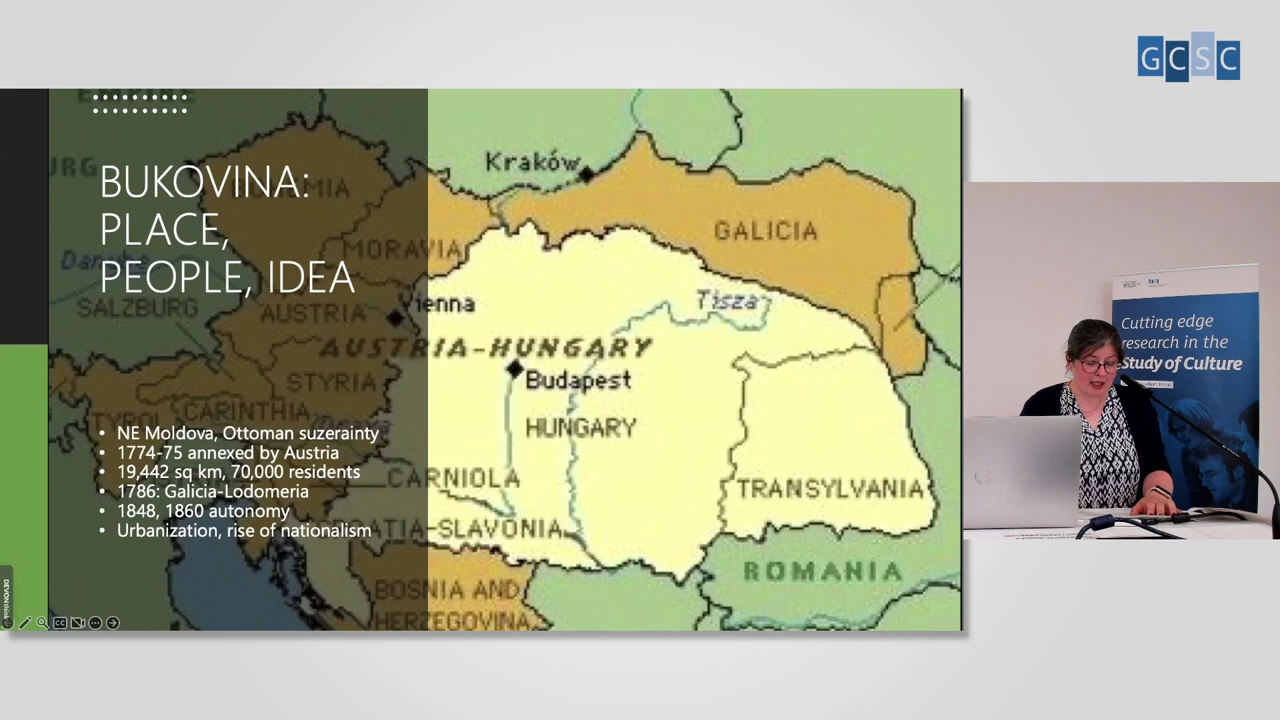 GCSC
BUKOVINA:
PLACE,
PEOPLE, IDEA
• NE Moldova, Ottoman suzerainty
• 1774-75 annexed by Austria
• 19,442 sq km, 70,000 residents
• 1786: Galicia-Lodomeria
• 1848, 1860 autonomy
• Urbanization, rise of nationalism
Kraków
BOHEMIA
MORAVIA
GALICIA
Danube
SALZBURG
AUSTRIA
Vienna
Tisza
AUSTRIA-HUNGARY
STYRIA
Budapest
TYROL
CARINTHIA
HUNGARY
CARNIOLA
TRANSYLVANIA
ROMANIA
BOSNIA AND
HERZEGOVINA
Cutting edge
research in the
Study of Culture